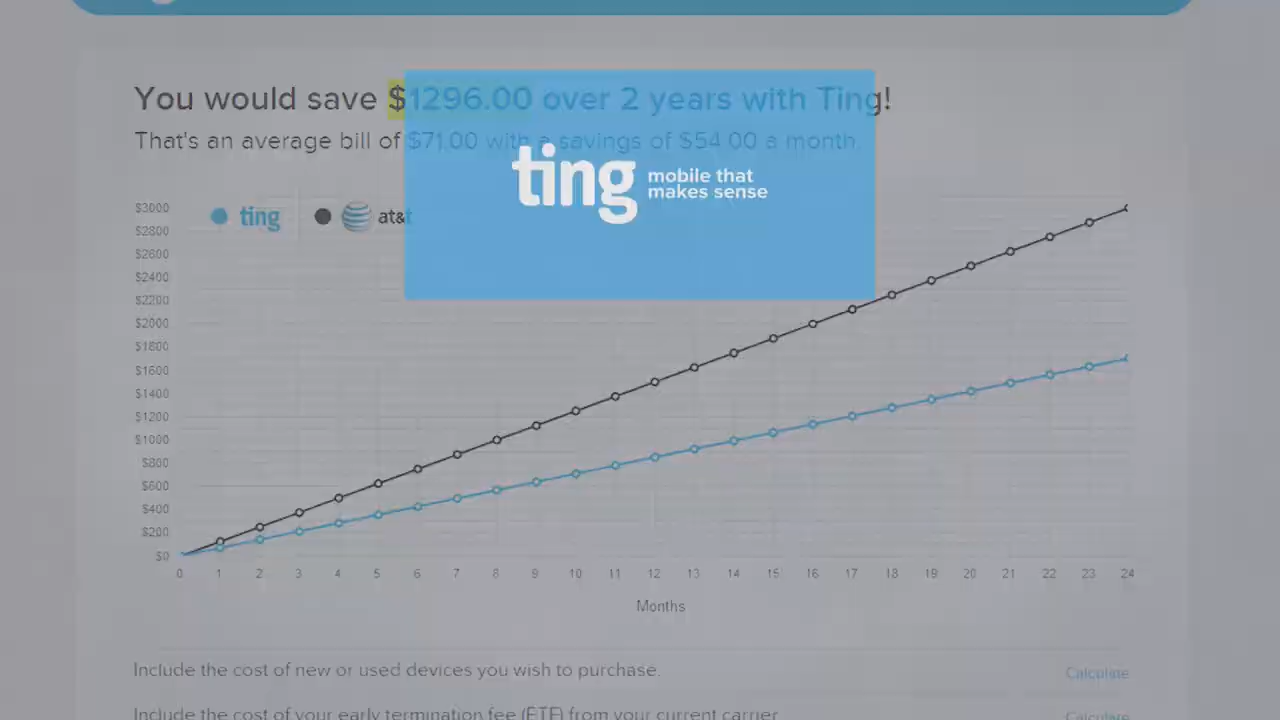 You would save $1296.00 over 2 years with Ting!
That's an average bill of $71.00 with a savings of $54.00 a month.
ting mobile that
makes sense
ting at&t
$3000
$2800
$2600
$2400
$2200
$2000
$1800
$1600
$1400
$1200
$1000
$800
$600
$400
$200
$0
0 1 2 3 4 5 6 7 8 9 10 11 12 13 14 15 16 17 18 19 20 21 22 23 24
Months
Include the cost of new or used devices you wish to purchase. Calculate
Include the cost of your early termination fee (ETF) from your current carrier Calculate